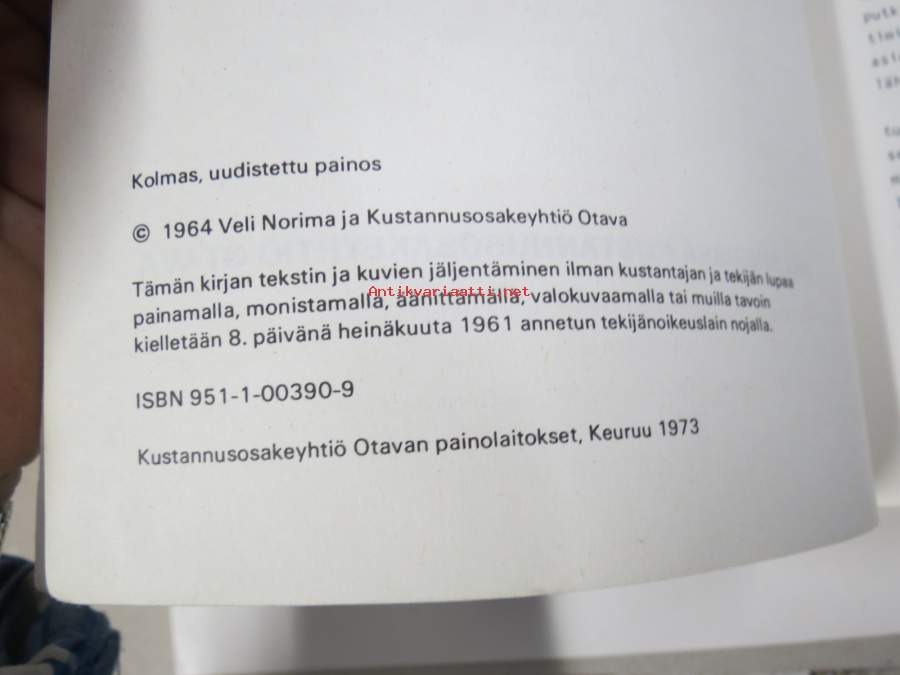 Kolmas, uudistettu painos
© 1964 Veli Norima ja Kustannusosakeyhtiö Otava
Tämän kirjan tekstin ja kuvien jäljentäminen ilman kustantajan ja tekijän lupaa
Antikvariaatti.net
painamalla, monistamalla, äänittämällä, valokuvaamalla tai muilla tavoin
kielletään 8. päivänä heinäkuuta 1961 annetun tekijänoikeuslain nojalla.
ISBN 951-1-00390-9
Kustannusosakeyhtiö Otavan painolaitokset, Keuruu 1973